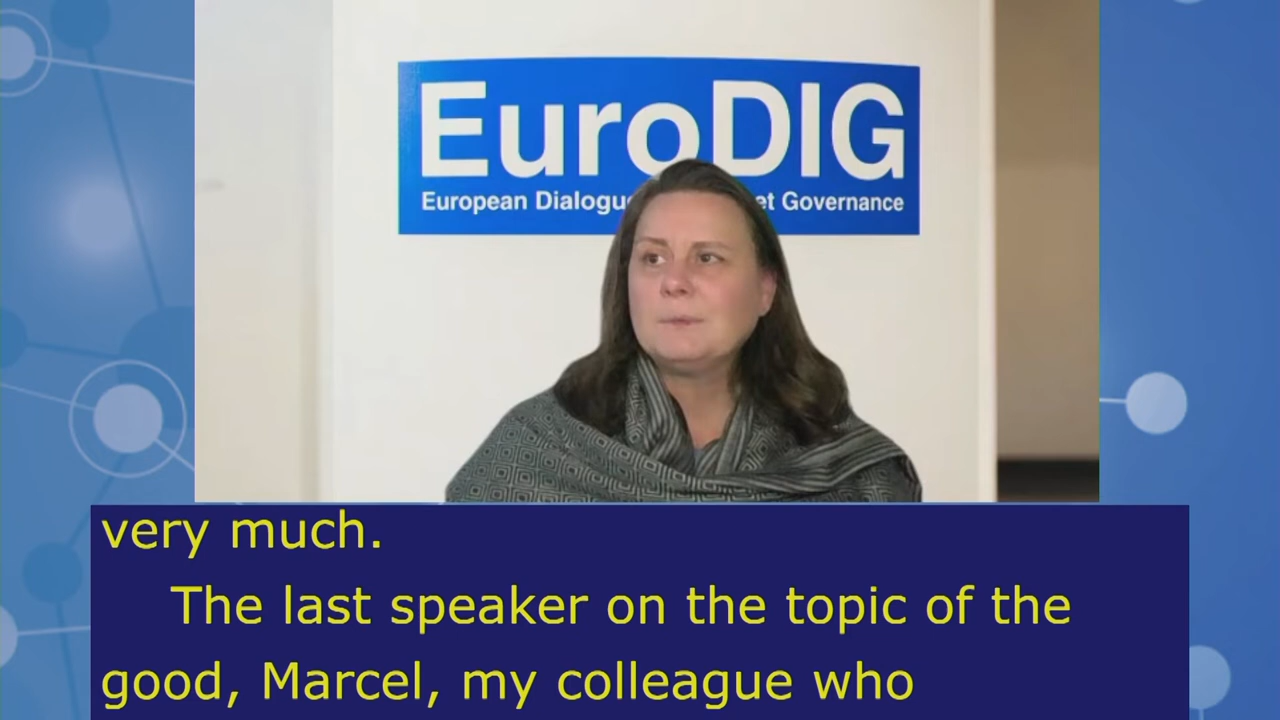 EuroDIG
European Dialogu et Governance
very much.
The last speaker on the topic of the
good, Marcel, my colleague who